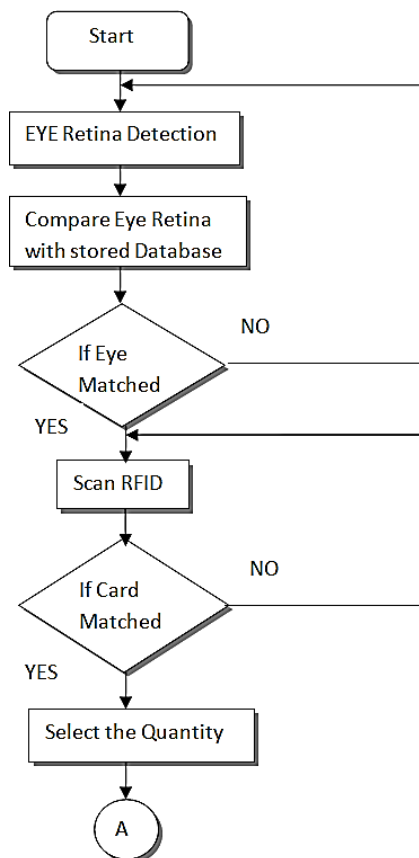 Start
EYE Retina Detection
Compare Eye Retina
with stored Database
NO
If Eye
Matched
YES
Scan RFID
NO
If Card
Matched
YES
Select the Quantity
A